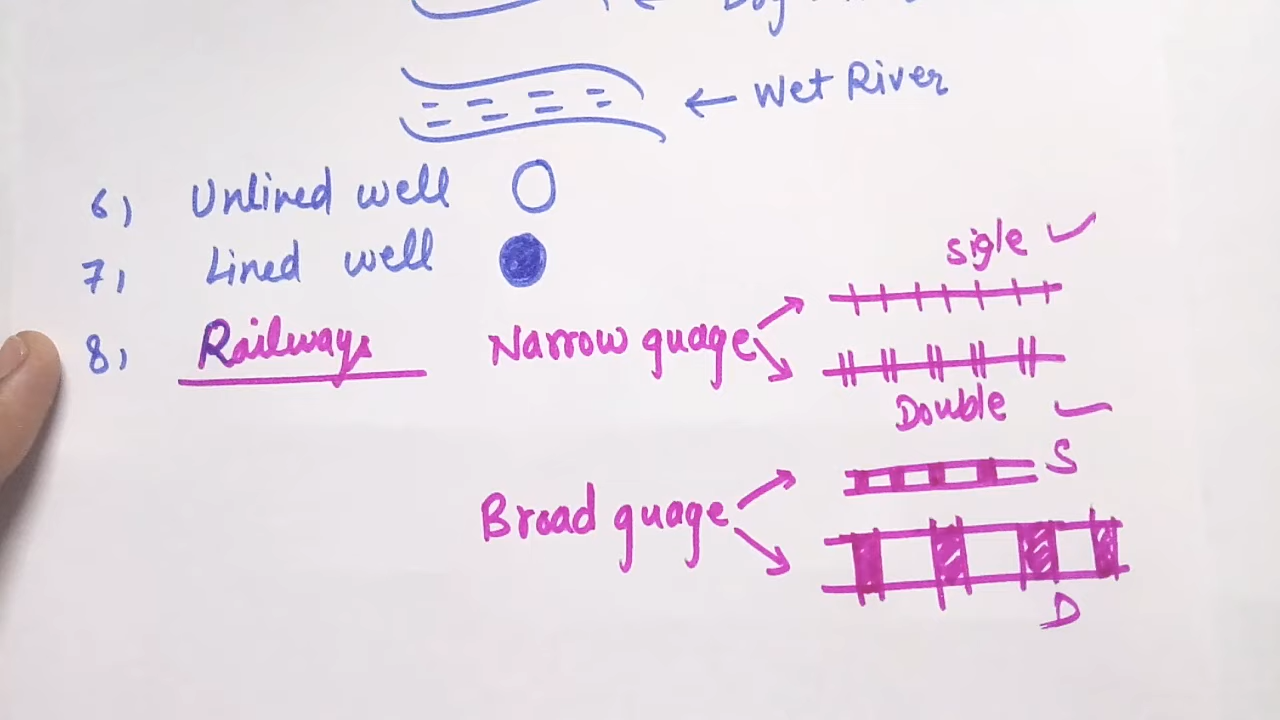 ← Wet River
6) Unlined well
7) Lined well
sigle
8) Railways Narrow quage
Double
S
Broad quage
D